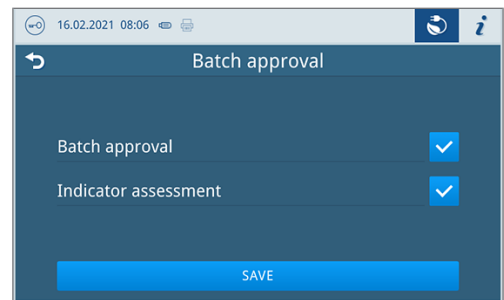 16.02.2021 08:06
i
Batch approval
Batch approval
Indicator assessment
SAVE